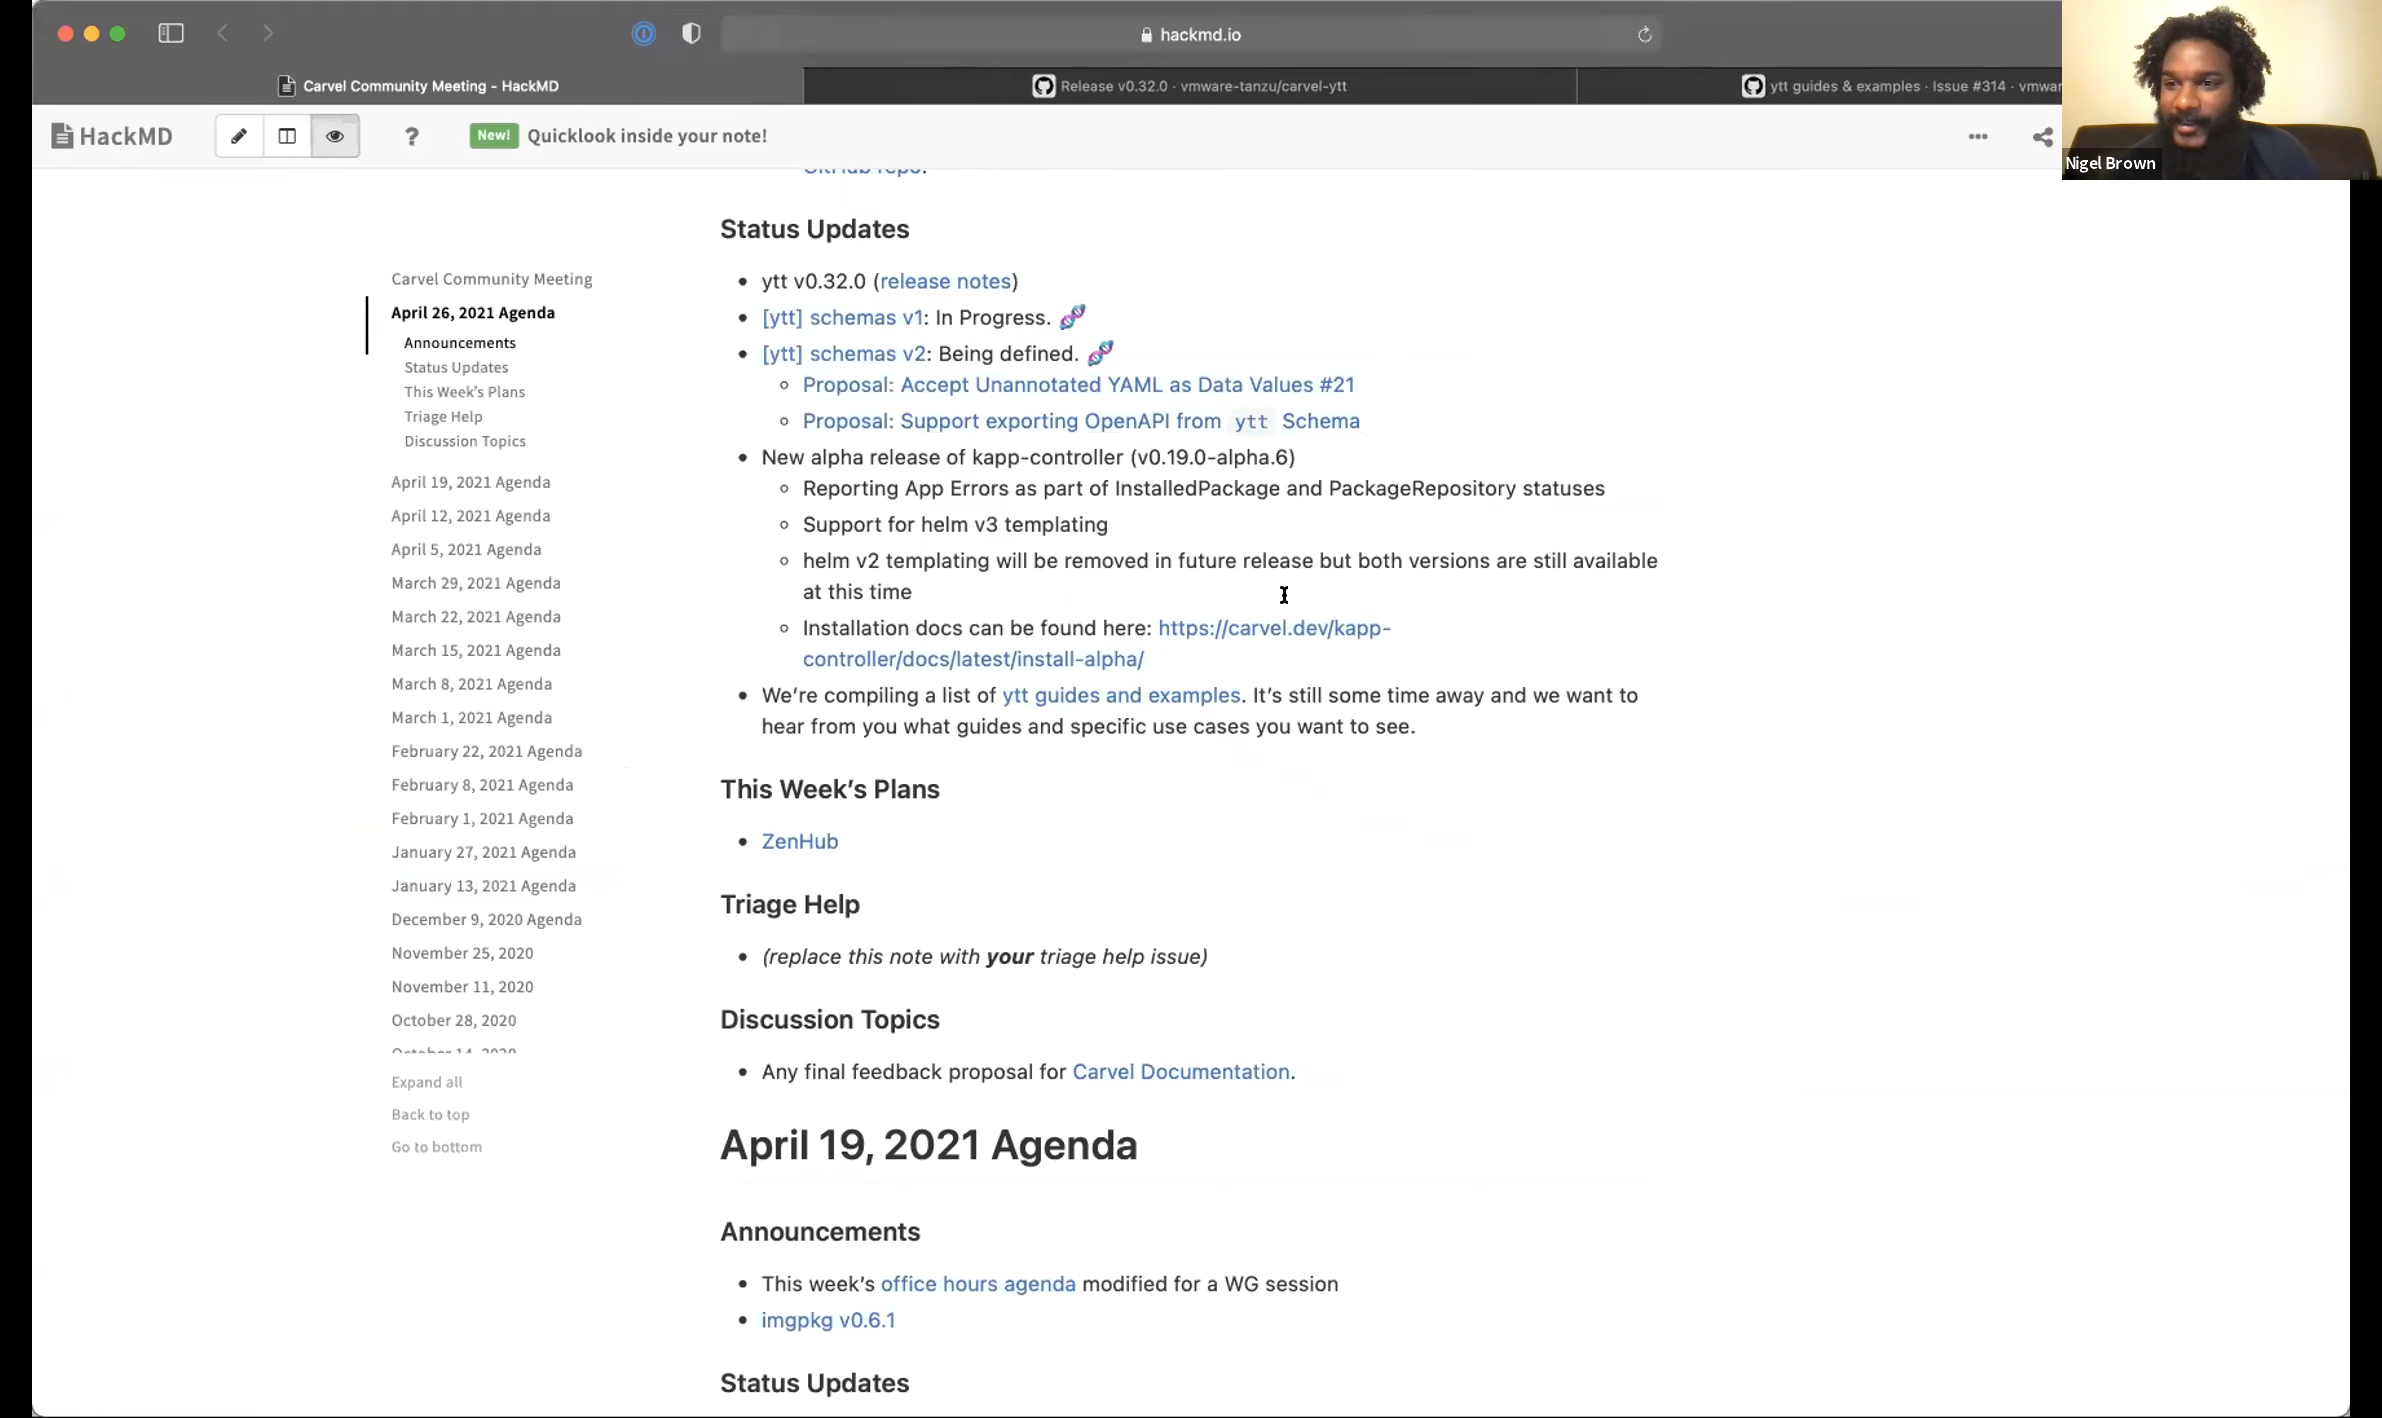 hackmd.io
Carvel Community Meeting - HackMD
Release v0.32.0 · vmware-tanzu/carvel-ytt
ytt guides & examples · Issue #314 · vmwar
HackMD
?
New! Quicklook inside your note!
Nigel Brown
GitHub repo.
Carvel Community Meeting
April 26, 2021 Agenda
Announcements
Status Updates
This Week's Plans
Triage Help
Discussion Topics
April 19, 2021 Agenda
April 12, 2021 Agenda
April 5, 2021 Agenda
March 29, 2021 Agenda
March 22, 2021 Agenda
March 15, 2021 Agenda
March 8, 2021 Agenda
March 1, 2021 Agenda
February 22, 2021 Agenda
February 8, 2021 Agenda
February 1, 2021 Agenda
January 27, 2021 Agenda
January 13, 2021 Agenda
December 9, 2020 Agenda
November 25, 2020
November 11, 2020
October 28, 2020
October 14, 2020
Expand all
Back to top
Go to bottom
Status Updates
• ytt v0.32.0 (release notes)
• [ytt] schemas v1: In Progress. 🧬
• [ytt] schemas v2: Being defined. 🧬
◦ Proposal: Accept Unannotated YAML as Data Values #21
◦ Proposal: Support exporting OpenAPI from ytt Schema
• New alpha release of kapp-controller (v0.19.0-alpha.6)
◦ Reporting App Errors as part of InstalledPackage and PackageRepository statuses
◦ Support for helm v3 templating
◦ helm v2 templating will be removed in future release but both versions are still available
at this time
◦ Installation docs can be found here: https://carvel.dev/kapp-
controller/docs/latest/install-alpha/
• We're compiling a list of ytt guides and examples. It's still some time away and we want to
hear from you what guides and specific use cases you want to see.
This Week's Plans
• ZenHub
Triage Help
• (replace this note with your triage help issue)
Discussion Topics
• Any final feedback proposal for Carvel Documentation.
April 19, 2021 Agenda
Announcements
• This week's office hours agenda modified for a WG session
• imgpkg v0.6.1
Status Updates